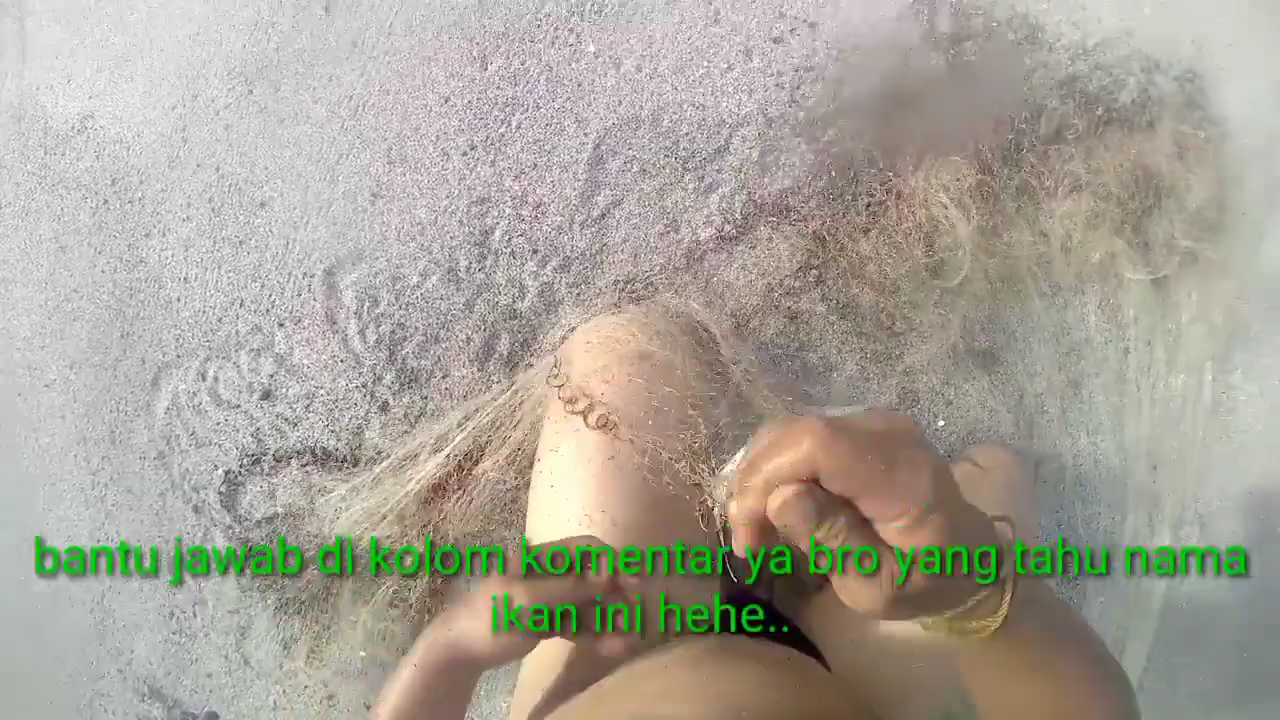 bantu jawab di kolom komentar ya bro yang tahu nama
ikan ini hehe..